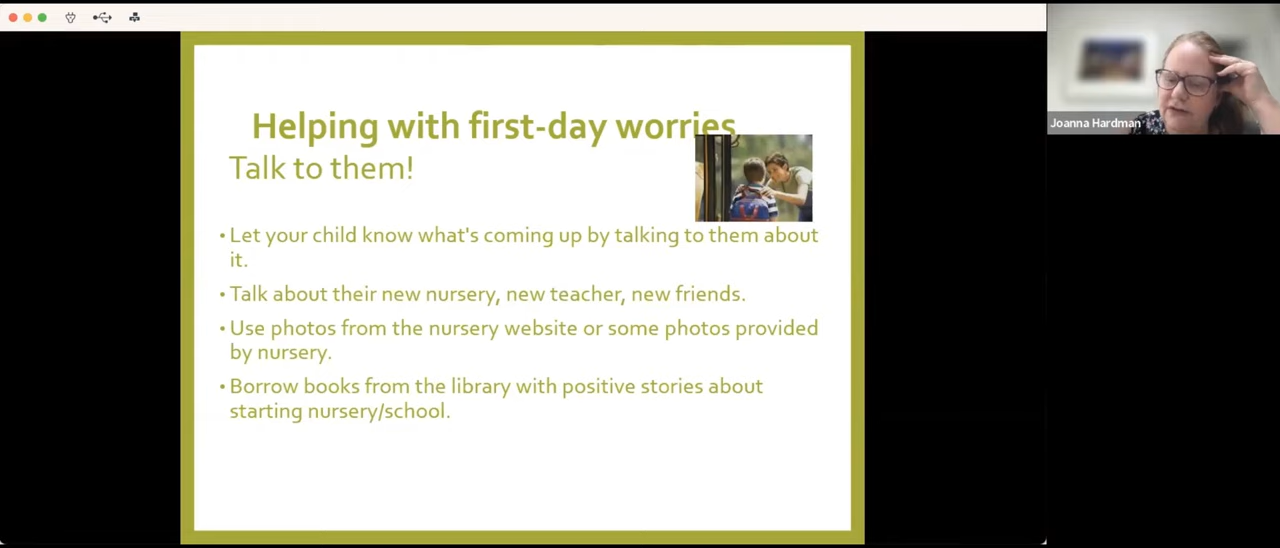 Helping with first-day worries
Talk to them!
• Let your child know what's coming up by talking to them about
it.
• Talk about their new nursery, new teacher, new friends.
• Use photos from the nursery website or some photos provided
by nursery.
• Borrow books from the library with positive stories about
starting nursery/school.
Joanna Hardman